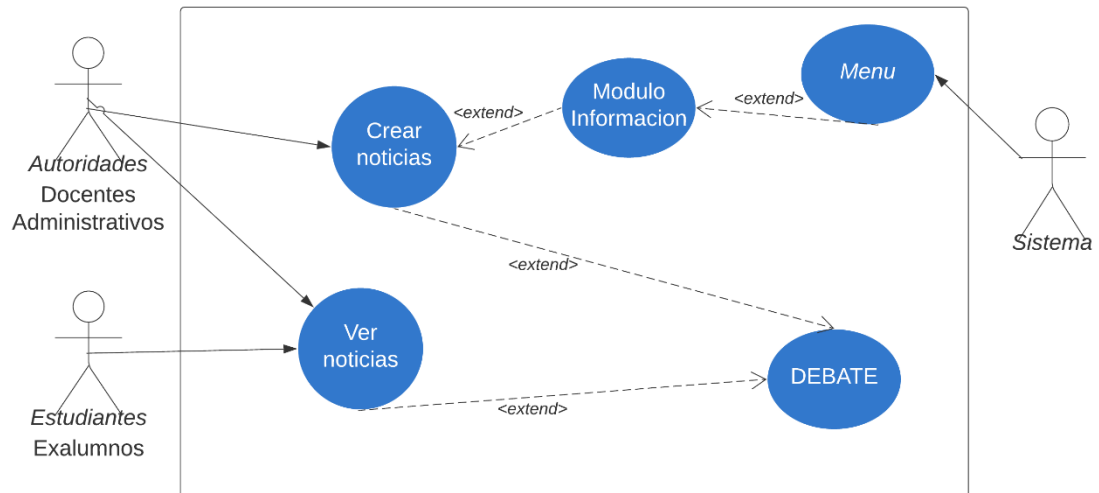 Menu
Modulo
Informacion
<extend>
<extend>
Crear
noticias
Autoridades
Docentes
Administrativos
Sistema
<extend>
Ver
noticias
DEBATE
<extend>
Estudiantes
Exalumnos